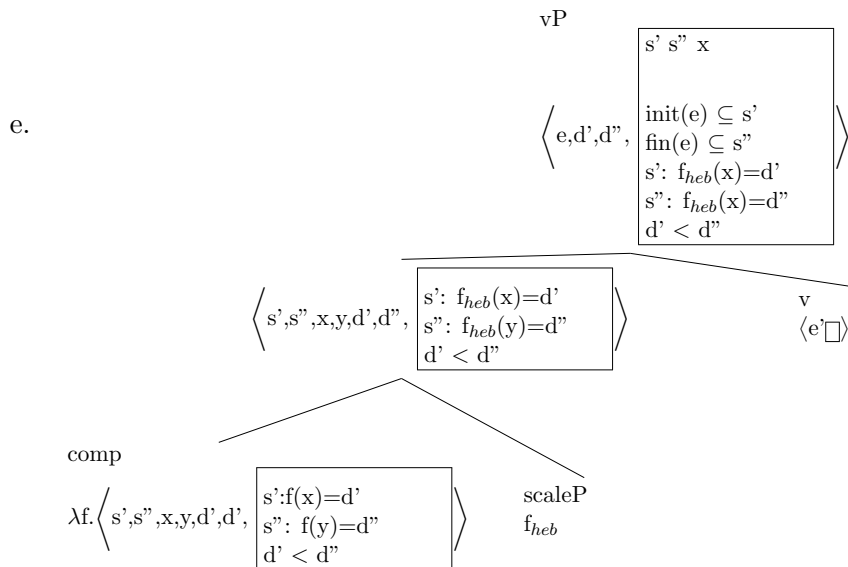 vP
s' s" x
e.
⟨e,d',d",
init(e) ⊆ s'
fin(e) ⊆ s"
s': f_heb(x)=d'
s": f_heb(x)=d"
d' < d"
⟩
⟨s',s",x,y,d',d",
s': f_heb(x)=d'
s": f_heb(y)=d"
d' < d"
⟩
v
⟨e'□⟩
comp
λf.⟨s',s",x,y,d',d',
s':f(x)=d'
s": f(y)=d"
d' < d"
⟩
scaleP
f_heb